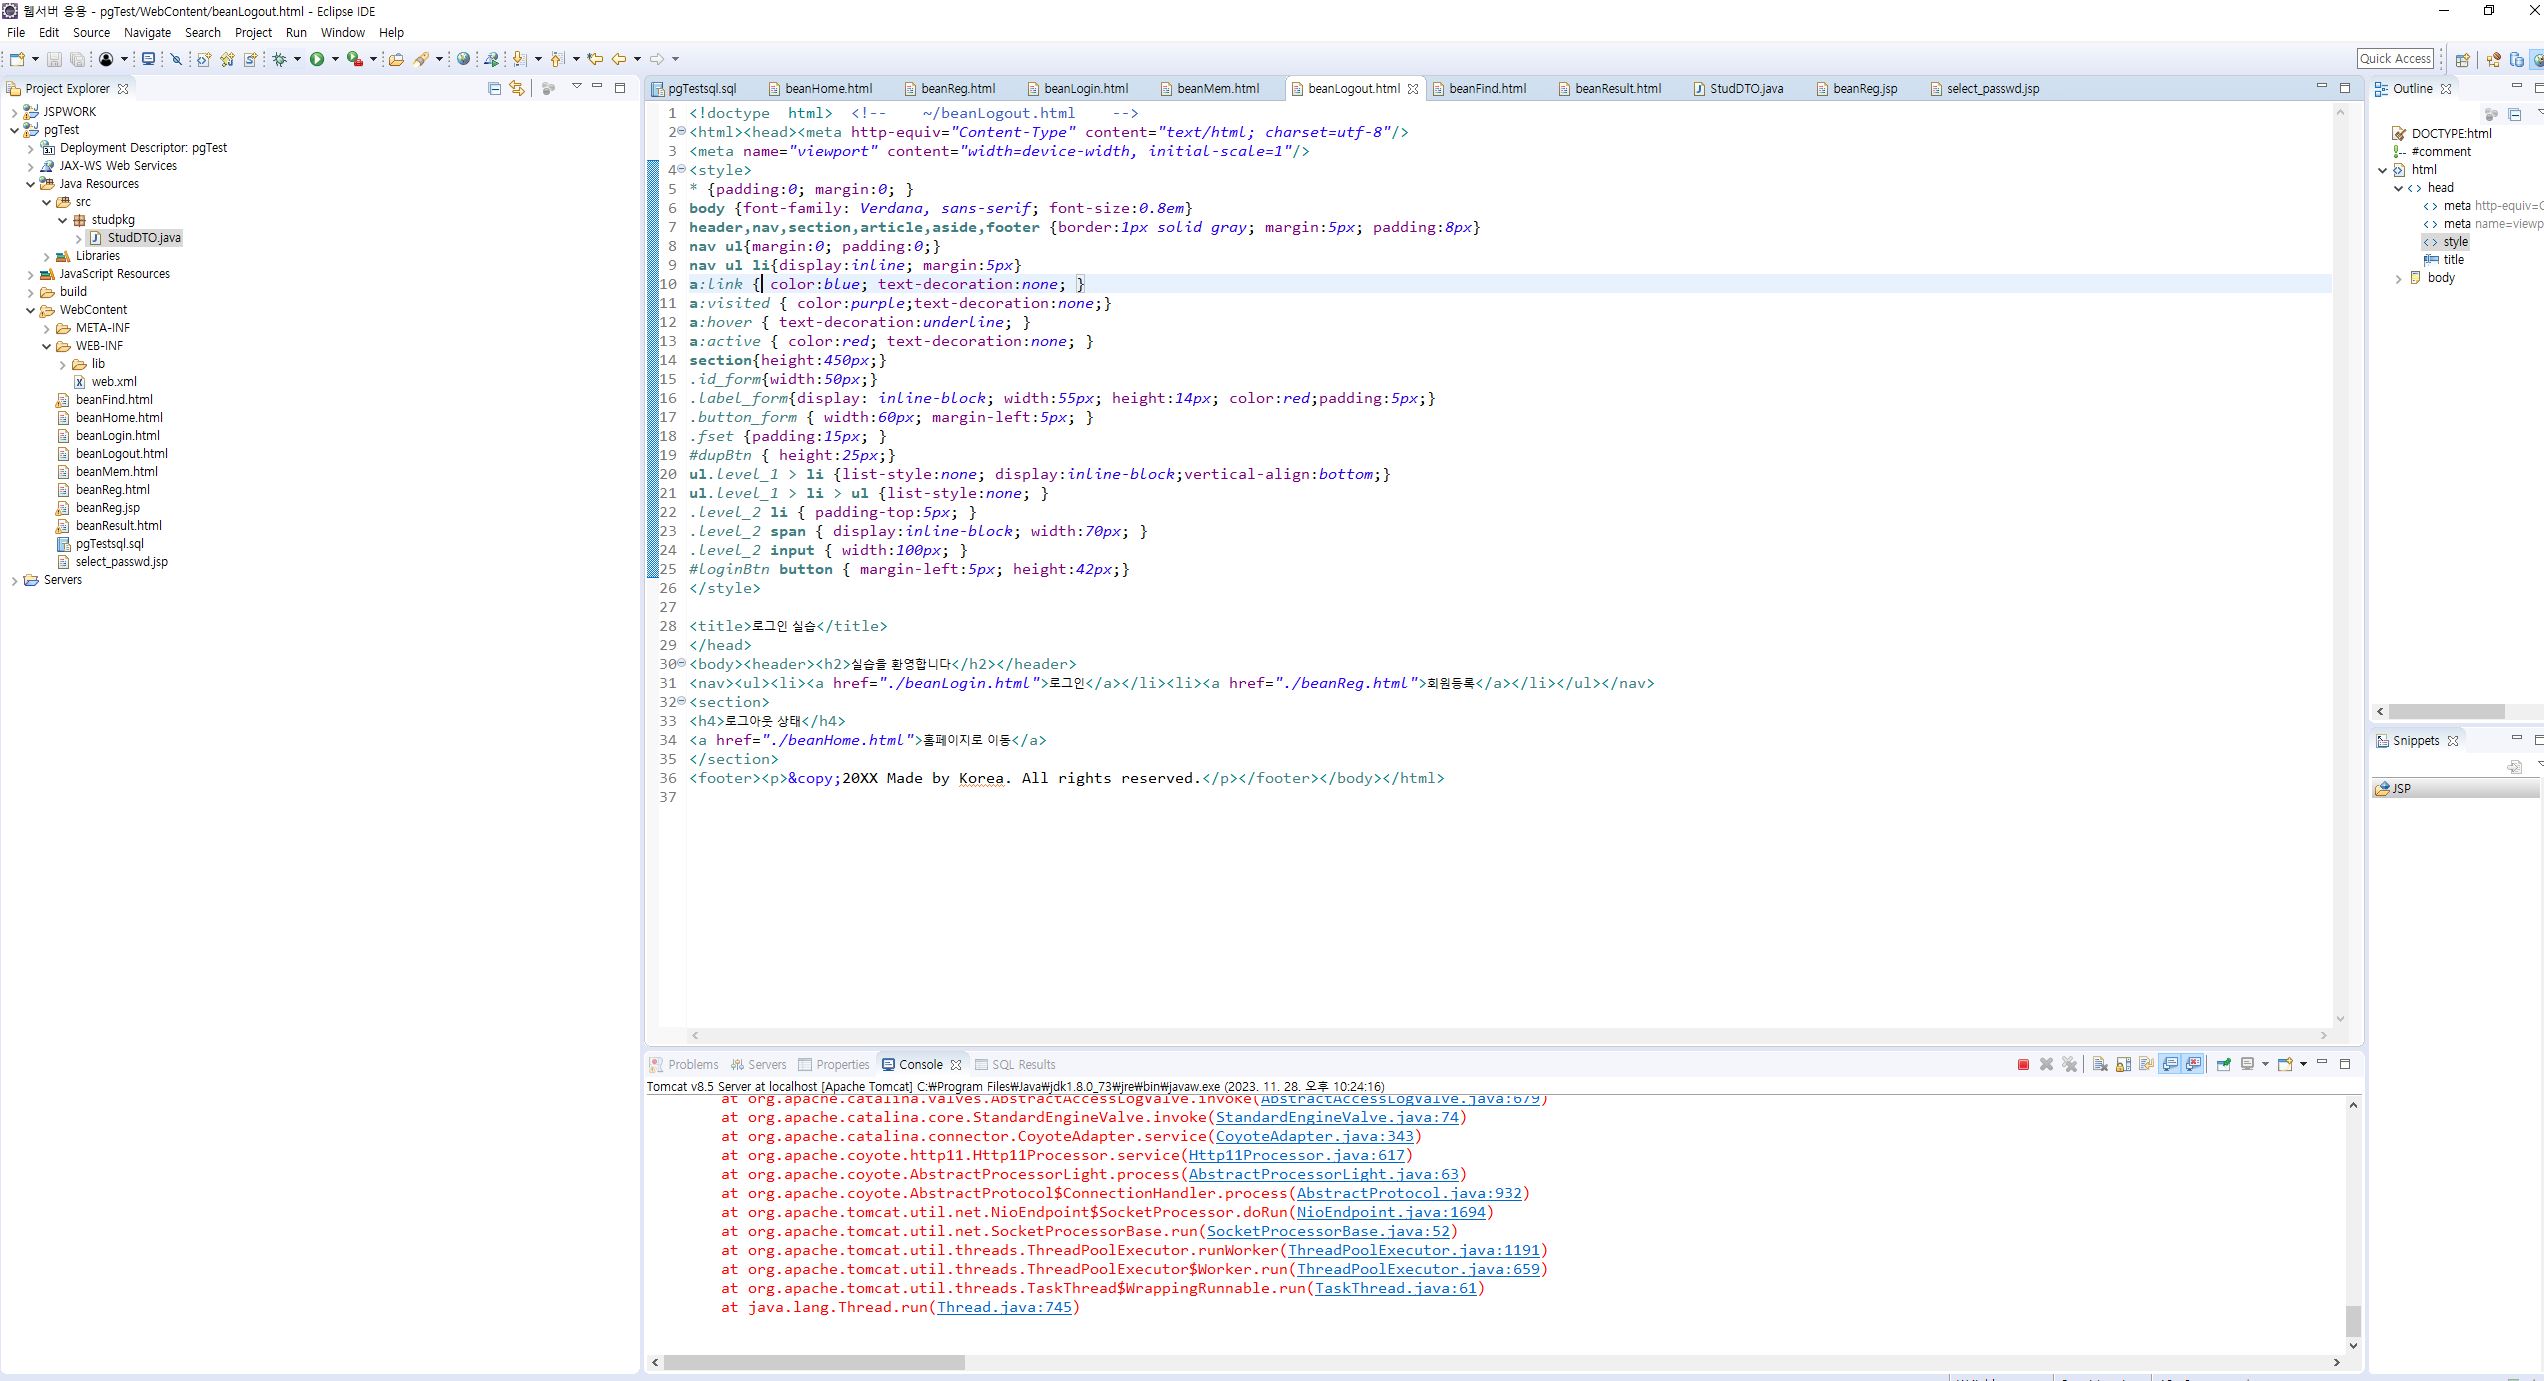 웹서버 응용 - pgTest/WebContent/beanLogout.html - Eclipse IDE
File Edit Source Navigate Search Project Run Window Help
Quick Access
Project Explorer
JSPWORK
pgTest
Deployment Descriptor: pgTest
JAX-WS Web Services
Java Resources
src
studpkg
StudDTO.java
Libraries
JavaScript Resources
build
WebContent
META-INF
WEB-INF
lib
web.xml
beanFind.html
beanHome.html
beanLogin.html
beanLogout.html
beanMem.html
beanReg.html
beanReg.jsp
beanResult.html
pgTestsql.sql
select_passwd.jsp
Servers
pgTestsql.sql beanHome.html beanReg.html beanLogin.html beanMem.html beanLogout.html beanFind.html beanResult.html StudDTO.java beanReg.jsp select_passwd.jsp
1 <!doctype  html>  <!--    ~/beanLogout.html    -->
2 <html><head><meta http-equiv="Content-Type" content="text/html; charset=utf-8"/>
3 <meta name="viewport" content="width=device-width, initial-scale=1"/>
4 <style>
5 * {padding:0; margin:0; }
6 body {font-family: Verdana, sans-serif; font-size:0.8em}
7 header,nav,section,article,aside,footer {border:1px solid gray; margin:5px; padding:8px}
8 nav ul{margin:0; padding:0;}
9 nav ul li{display:inline; margin:5px}
10 a:link { color:blue; text-decoration:none; }
11 a:visited { color:purple;text-decoration:none;}
12 a:hover { text-decoration:underline; }
13 a:active { color:red; text-decoration:none; }
14 section{height:450px;}
15 .id_form{width:50px;}
16 .label_form{display: inline-block; width:55px; height:14px; color:red;padding:5px;}
17 .button_form { width:60px; margin-left:5px; }
18 .fset {padding:15px; }
19 #dupBtn { height:25px;}
20 ul.level_1 > li {list-style:none; display:inline-block;vertical-align:bottom;}
21 ul.level_1 > li > ul {list-style:none; }
22 .level_2 li { padding-top:5px; }
23 .level_2 span { display:inline-block; width:70px; }
24 .level_2 input { width:100px; }
25 #loginBtn button { margin-left:5px; height:42px;}
26 </style>
27
28 <title>로그인 실습</title>
29 </head>
30 <body><header><h2>실습을 환영합니다</h2></header>
31 <nav><ul><li><a href="./beanLogin.html">로그인</a></li><li><a href="./beanReg.html">회원등록</a></li></ul></nav>
32 <section>
33 <h4>로그아웃 상태</h4>
34 <a href="./beanHome.html">홈페이지로 이동</a>
35 </section>
36 <footer><p>&copy;20XX Made by Korea. All rights reserved.</p></footer></body></html>
37
Outline
DOCTYPE:html
#comment
html
head
meta http-equiv=C
meta name=viewp
style
title
body
Snippets
JSP
Problems Servers Properties Console SQL Results
Tomcat v8.5 Server at localhost [Apache Tomcat] C:₩Program Files₩Java₩jdk1.8.0_73₩jre₩bin₩javaw.exe (2023. 11. 28. 오후 10:24:16)
at org.apache.catalina.valves.AbstractAccessLogValve.invoke(AbstractAccessLogValve.java:679)
at org.apache.catalina.core.StandardEngineValve.invoke(StandardEngineValve.java:74)
at org.apache.catalina.connector.CoyoteAdapter.service(CoyoteAdapter.java:343)
at org.apache.coyote.http11.Http11Processor.service(Http11Processor.java:617)
at org.apache.coyote.AbstractProcessorLight.process(AbstractProcessorLight.java:63)
at org.apache.coyote.AbstractProtocol$ConnectionHandler.process(AbstractProtocol.java:932)
at org.apache.tomcat.util.net.NioEndpoint$SocketProcessor.doRun(NioEndpoint.java:1694)
at org.apache.tomcat.util.net.SocketProcessorBase.run(SocketProcessorBase.java:52)
at org.apache.tomcat.util.threads.ThreadPoolExecutor.runWorker(ThreadPoolExecutor.java:1191)
at org.apache.tomcat.util.threads.ThreadPoolExecutor$Worker.run(ThreadPoolExecutor.java:659)
at org.apache.tomcat.util.threads.TaskThread$WrappingRunnable.run(TaskThread.java:61)
at java.lang.Thread.run(Thread.java:745)